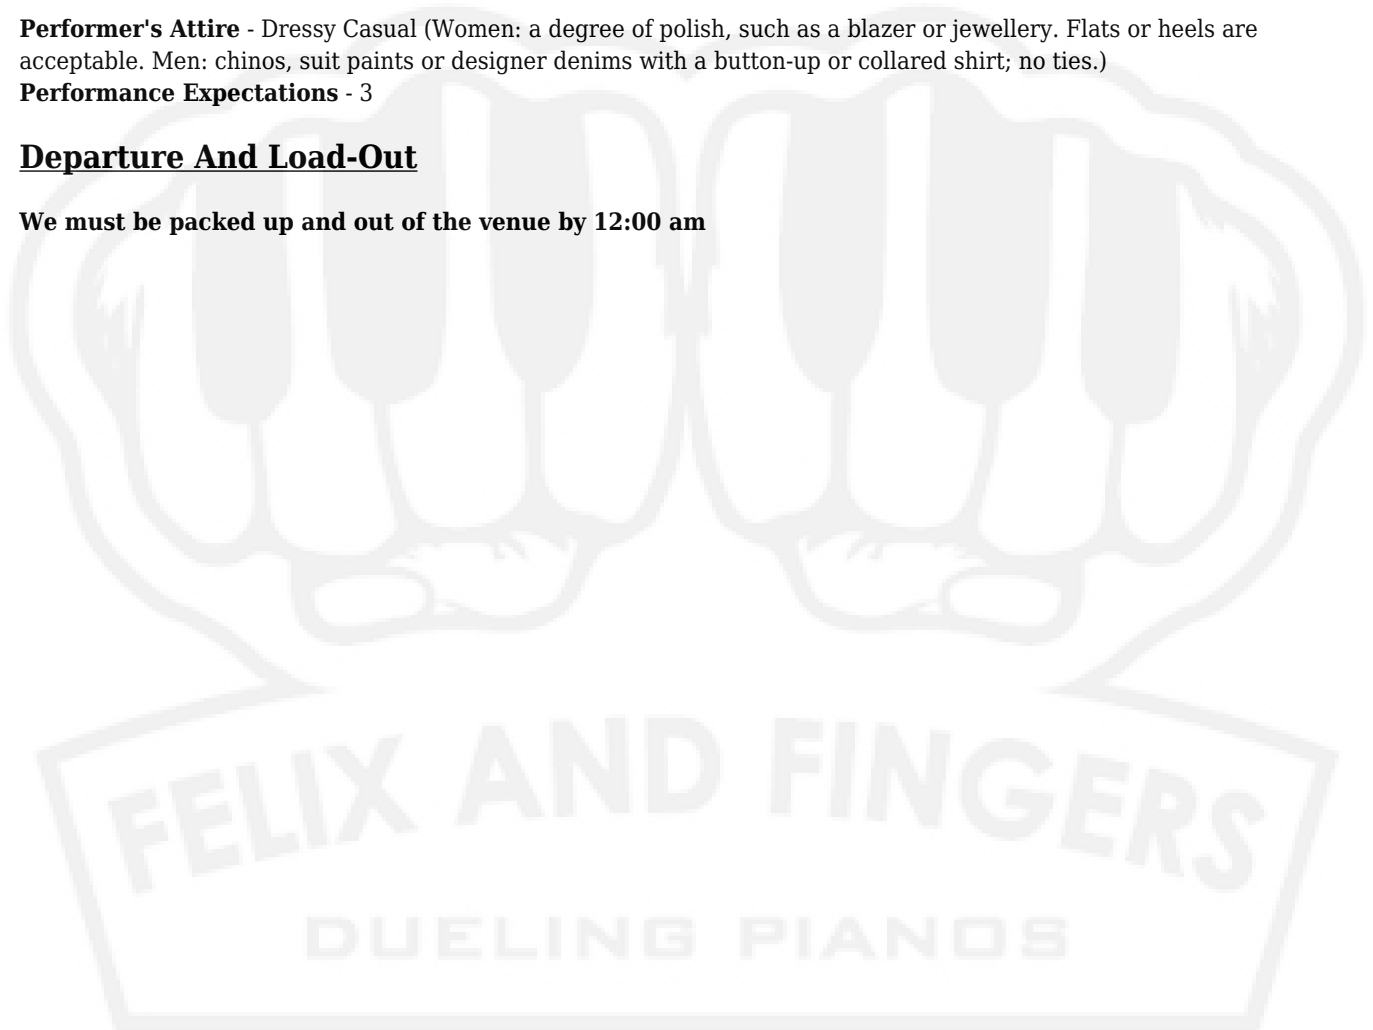 Performer's Attire - Dressy Casual (Women: a degree of polish, such as a blazer or jewellery. Flats or heels are
acceptable. Men: chinos, suit paints or designer denims with a button-up or collared shirt; no ties.)
Performance Expectations - 3
Departure And Load-Out
We must be packed up and out of the venue by 12:00 am
FELIX AND FINGERS
DUELING PIANOS